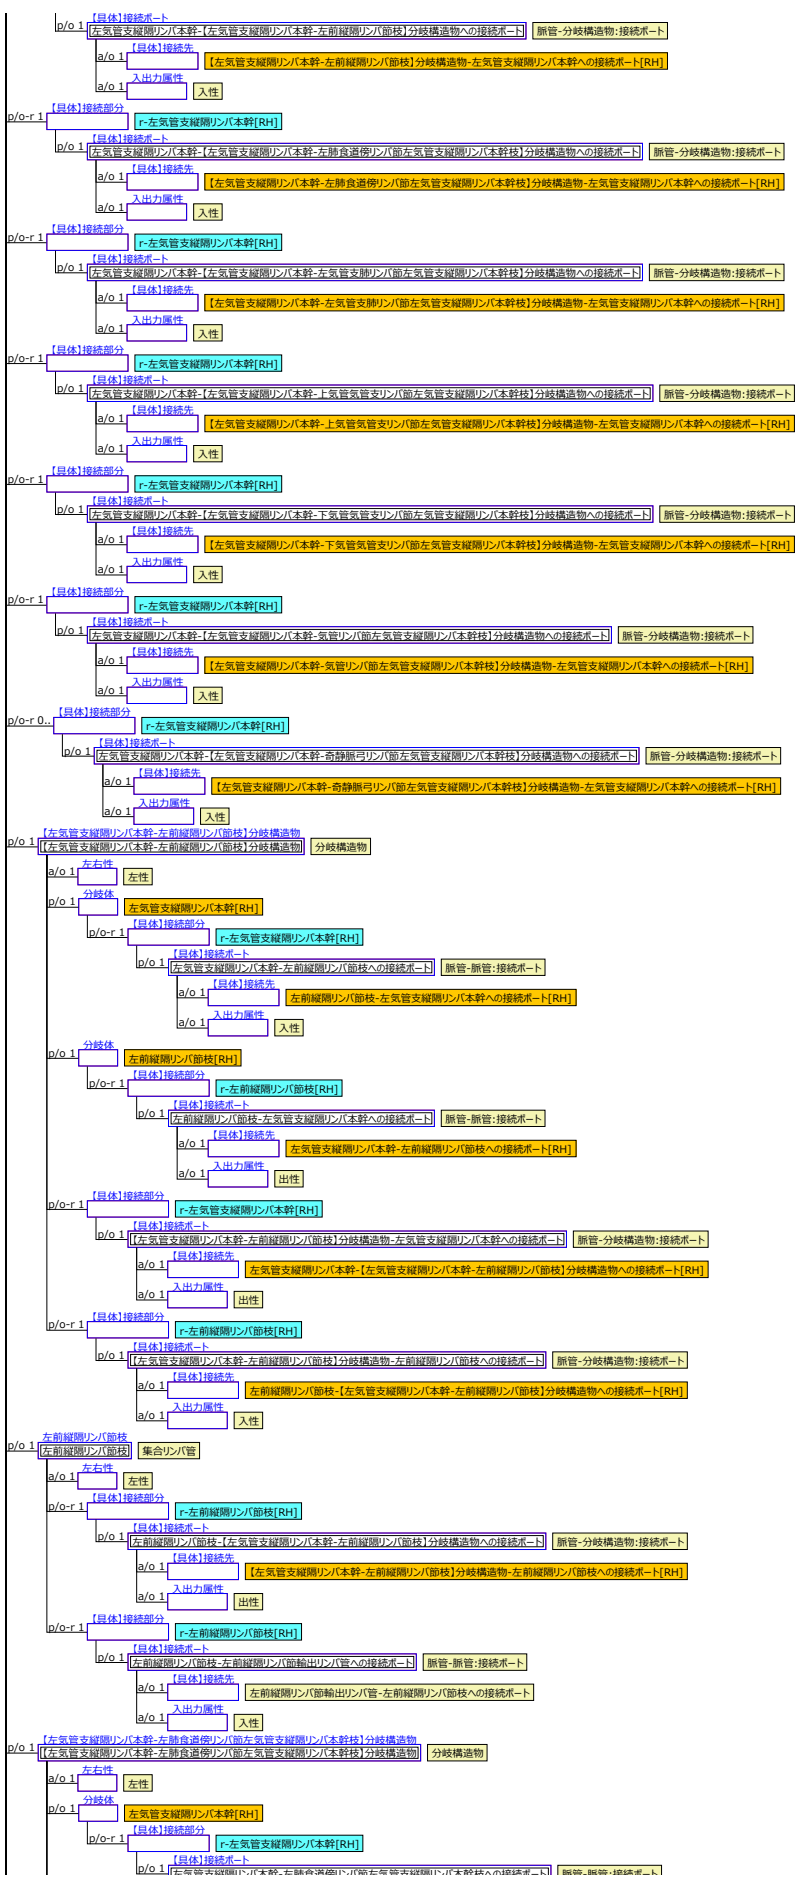 【具体】接続ポート
p/o 1 左気管支縦隔リンパ本幹-【左気管支縦隔リンパ本幹-左前縦隔リンパ節枝】分岐構造物への接続ポート 脈管-分岐構造物:接続ポート
【具体】接続先
a/o 1 【左気管支縦隔リンパ本幹-左前縦隔リンパ節枝】分岐構造物-左気管支縦隔リンパ本幹への接続ポート[RH]
入出力属性
a/o 1 入性
【具体】接続部分
p/o-r 1 r-左気管支縦隔リンパ本幹[RH]
【具体】接続ポート
p/o 1 左気管支縦隔リンパ本幹-【左気管支縦隔リンパ本幹-左肺食道傍リンパ節左気管支縦隔リンパ本幹枝】分岐構造物への接続ポート 脈管-分岐構造物:接続ポート
【具体】接続先
a/o 1 【左気管支縦隔リンパ本幹-左肺食道傍リンパ節左気管支縦隔リンパ本幹枝】分岐構造物-左気管支縦隔リンパ本幹への接続ポート[RH]
入出力属性
a/o 1 入性
【具体】接続部分
p/o-r 1 r-左気管支縦隔リンパ本幹[RH]
【具体】接続ポート
p/o 1 左気管支縦隔リンパ本幹-【左気管支縦隔リンパ本幹-左気管支肺リンパ節左気管支縦隔リンパ本幹枝】分岐構造物への接続ポート 脈管-分岐構造物:接続ポート
【具体】接続先
a/o 1 【左気管支縦隔リンパ本幹-左気管支肺リンパ節左気管支縦隔リンパ本幹枝】分岐構造物-左気管支縦隔リンパ本幹への接続ポート[RH]
入出力属性
a/o 1 入性
【具体】接続部分
p/o-r 1 r-左気管支縦隔リンパ本幹[RH]
【具体】接続ポート
p/o 1 左気管支縦隔リンパ本幹-【左気管支縦隔リンパ本幹-上気管気管支リンパ節左気管支縦隔リンパ本幹枝】分岐構造物への接続ポート 脈管-分岐構造物:接続ポート
【具体】接続先
a/o 1 【左気管支縦隔リンパ本幹-上気管気管支リンパ節左気管支縦隔リンパ本幹枝】分岐構造物-左気管支縦隔リンパ本幹への接続ポート[RH]
入出力属性
a/o 1 入性
【具体】接続部分
p/o-r 1 r-左気管支縦隔リンパ本幹[RH]
【具体】接続ポート
p/o 1 左気管支縦隔リンパ本幹-【左気管支縦隔リンパ本幹-下気管気管支リンパ節左気管支縦隔リンパ本幹枝】分岐構造物への接続ポート 脈管-分岐構造物:接続ポート
【具体】接続先
a/o 1 【左気管支縦隔リンパ本幹-下気管気管支リンパ節左気管支縦隔リンパ本幹枝】分岐構造物-左気管支縦隔リンパ本幹への接続ポート[RH]
入出力属性
a/o 1 入性
【具体】接続部分
p/o-r 1 r-左気管支縦隔リンパ本幹[RH]
【具体】接続ポート
p/o 1 左気管支縦隔リンパ本幹-【左気管支縦隔リンパ本幹-気管リンパ節左気管支縦隔リンパ本幹枝】分岐構造物への接続ポート 脈管-分岐構造物:接続ポート
【具体】接続先
a/o 1 【左気管支縦隔リンパ本幹-気管リンパ節左気管支縦隔リンパ本幹枝】分岐構造物-左気管支縦隔リンパ本幹への接続ポート[RH]
入出力属性
a/o 1 入性
【具体】接続部分
p/o-r 0.. r-左気管支縦隔リンパ本幹[RH]
【具体】接続ポート
p/o 1 左気管支縦隔リンパ本幹-【左気管支縦隔リンパ本幹-奇静脈弓リンパ節左気管支縦隔リンパ本幹枝】分岐構造物への接続ポート 脈管-分岐構造物:接続ポート
【具体】接続先
a/o 1 【左気管支縦隔リンパ本幹-奇静脈弓リンパ節左気管支縦隔リンパ本幹枝】分岐構造物-左気管支縦隔リンパ本幹への接続ポート[RH]
入出力属性
a/o 1 入性
【左気管支縦隔リンパ本幹-左前縦隔リンパ節枝】分岐構造物
p/o 1 【左気管支縦隔リンパ本幹-左前縦隔リンパ節枝】分岐構造物 分岐構造物
左右性
a/o 1 左性
分岐体
p/o 1 左気管支縦隔リンパ本幹[RH]
【具体】接続部分
p/o-r 1 r-左気管支縦隔リンパ本幹[RH]
【具体】接続ポート
p/o 1 左気管支縦隔リンパ本幹-左前縦隔リンパ節枝への接続ポート 脈管-脈管:接続ポート
【具体】接続先
a/o 1 左前縦隔リンパ節枝-左気管支縦隔リンパ本幹への接続ポート[RH]
入出力属性
a/o 1 入性
分岐体
p/o 1 左前縦隔リンパ節枝[RH]
【具体】接続部分
p/o-r 1 r-左前縦隔リンパ節枝[RH]
【具体】接続ポート
p/o 1 左前縦隔リンパ節枝-左気管支縦隔リンパ本幹への接続ポート 脈管-脈管:接続ポート
【具体】接続先
a/o 1 左気管支縦隔リンパ本幹-左前縦隔リンパ節枝への接続ポート[RH]
入出力属性
a/o 1 出性
【具体】接続部分
p/o-r 1 r-左気管支縦隔リンパ本幹[RH]
【具体】接続ポート
p/o 1 【左気管支縦隔リンパ本幹-左前縦隔リンパ節枝】分岐構造物-左気管支縦隔リンパ本幹への接続ポート 脈管-分岐構造物:接続ポート
【具体】接続先
a/o 1 左気管支縦隔リンパ本幹-【左気管支縦隔リンパ本幹-左前縦隔リンパ節枝】分岐構造物への接続ポート[RH]
入出力属性
a/o 1 出性
【具体】接続部分
p/o-r 1 r-左前縦隔リンパ節枝[RH]
【具体】接続ポート
p/o 1 【左気管支縦隔リンパ本幹-左前縦隔リンパ節枝】分岐構造物-左前縦隔リンパ節枝への接続ポート 脈管-分岐構造物:接続ポート
【具体】接続先
a/o 1 左前縦隔リンパ節枝-【左気管支縦隔リンパ本幹-左前縦隔リンパ節枝】分岐構造物への接続ポート[RH]
入出力属性
a/o 1 入性
左前縦隔リンパ節枝
p/o 1 左前縦隔リンパ節枝 集合リンパ管
左右性
a/o 1 左性
【具体】接続部分
p/o-r 1 r-左前縦隔リンパ節枝[RH]
【具体】接続ポート
p/o 1 左前縦隔リンパ節枝-【左気管支縦隔リンパ本幹-左前縦隔リンパ節枝】分岐構造物への接続ポート 脈管-分岐構造物:接続ポート
【具体】接続先
a/o 1 【左気管支縦隔リンパ本幹-左前縦隔リンパ節枝】分岐構造物-左前縦隔リンパ節枝への接続ポート[RH]
入出力属性
a/o 1 出性
【具体】接続部分
p/o-r 1 r-左前縦隔リンパ節枝[RH]
【具体】接続ポート
p/o 1 左前縦隔リンパ節枝-左前縦隔リンパ節輸出リンパ管への接続ポート 脈管-脈管:接続ポート
【具体】接続先
a/o 1 左前縦隔リンパ節輸出リンパ管-左前縦隔リンパ節枝への接続ポート
入出力属性
a/o 1 入性
【左気管支縦隔リンパ本幹-左肺食道傍リンパ節左気管支縦隔リンパ本幹枝】分岐構造物
p/o 1 【左気管支縦隔リンパ本幹-左肺食道傍リンパ節左気管支縦隔リンパ本幹枝】分岐構造物 分岐構造物
左右性
a/o 1 左性
分岐体
p/o 1 左気管支縦隔リンパ本幹[RH]
【具体】接続部分
p/o-r 1 r-左気管支縦隔リンパ本幹[RH]
【具体】接続ポート
p/o 1 左気管支縦隔リンパ本幹-左肺食道傍リンパ節左気管支縦隔リンパ本幹枝への接続ポート 脈管-脈管:接続ポート